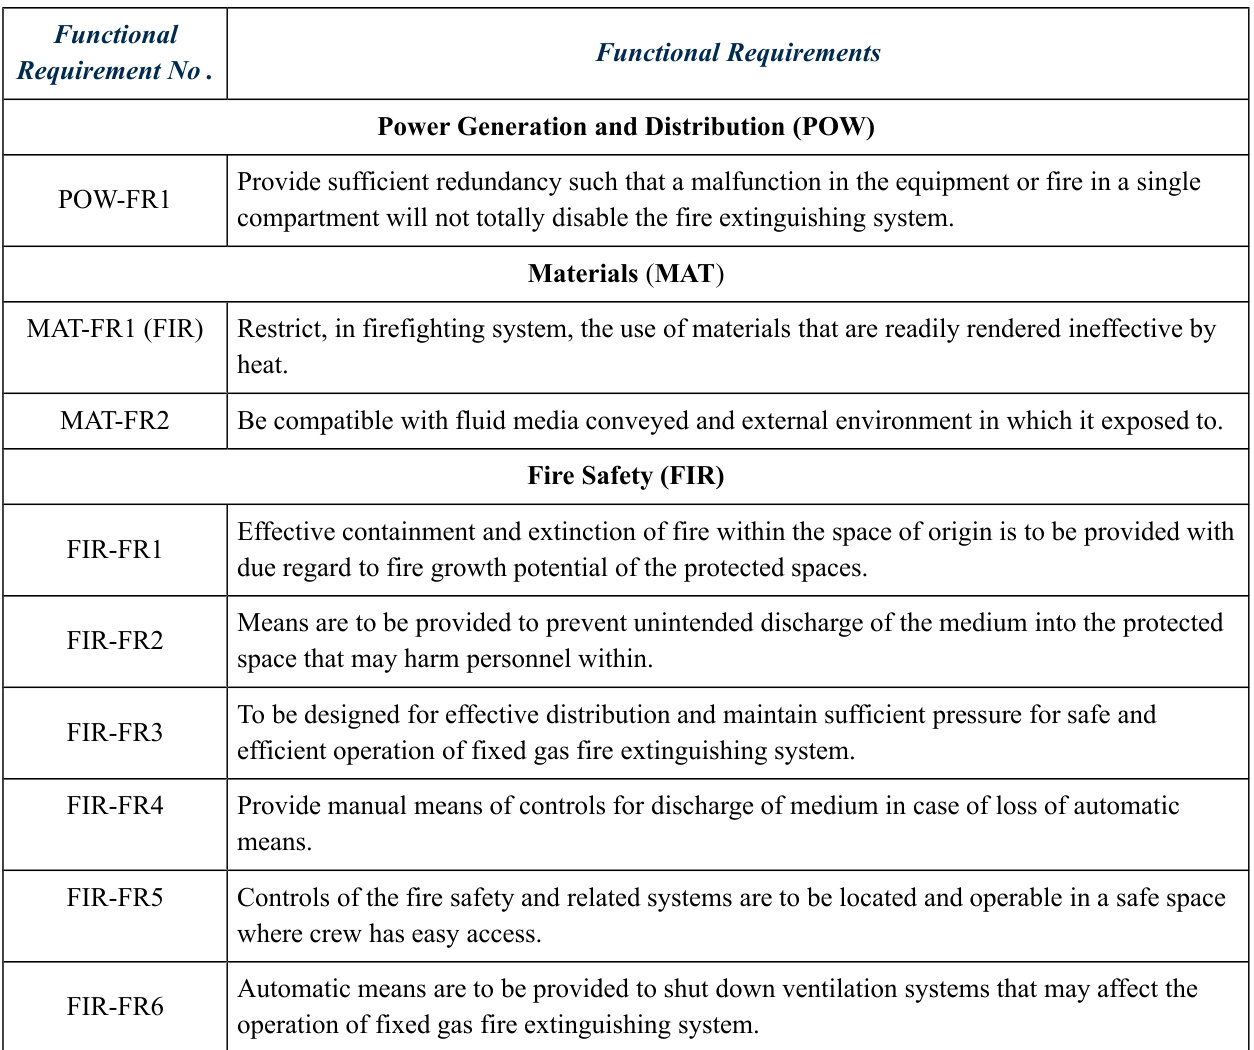 Functional
Requirement No .
Functional Requirements
Power Generation and Distribution (POW)
POW-FR1
Provide sufficient redundancy such that a malfunction in the equipment or fire in a single
compartment will not totally disable the fire extinguishing system.
Materials (MAT)
MAT-FR1 (FIR)
Restrict, in firefighting system, the use of materials that are readily rendered ineffective by
heat.
MAT-FR2
Be compatible with fluid media conveyed and external environment in which it exposed to.
Fire Safety (FIR)
FIR-FR1
Effective containment and extinction of fire within the space of origin is to be provided with
due regard to fire growth potential of the protected spaces.
FIR-FR2
Means are to be provided to prevent unintended discharge of the medium into the protected
space that may harm personnel within.
FIR-FR3
To be designed for effective distribution and maintain sufficient pressure for safe and
efficient operation of fixed gas fire extinguishing system.
FIR-FR4
Provide manual means of controls for discharge of medium in case of loss of automatic
means.
FIR-FR5
Controls of the fire safety and related systems are to be located and operable in a safe space
where crew has easy access.
FIR-FR6
Automatic means are to be provided to shut down ventilation systems that may affect the
operation of fixed gas fire extinguishing system.